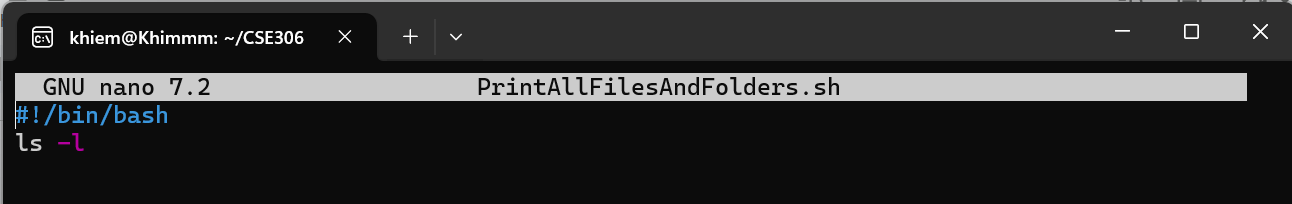 khiem@Khimmm: ~/CSE306
GNU nano 7.2 PrintAllFilesAndFolders.sh
#!/bin/bash
ls -l